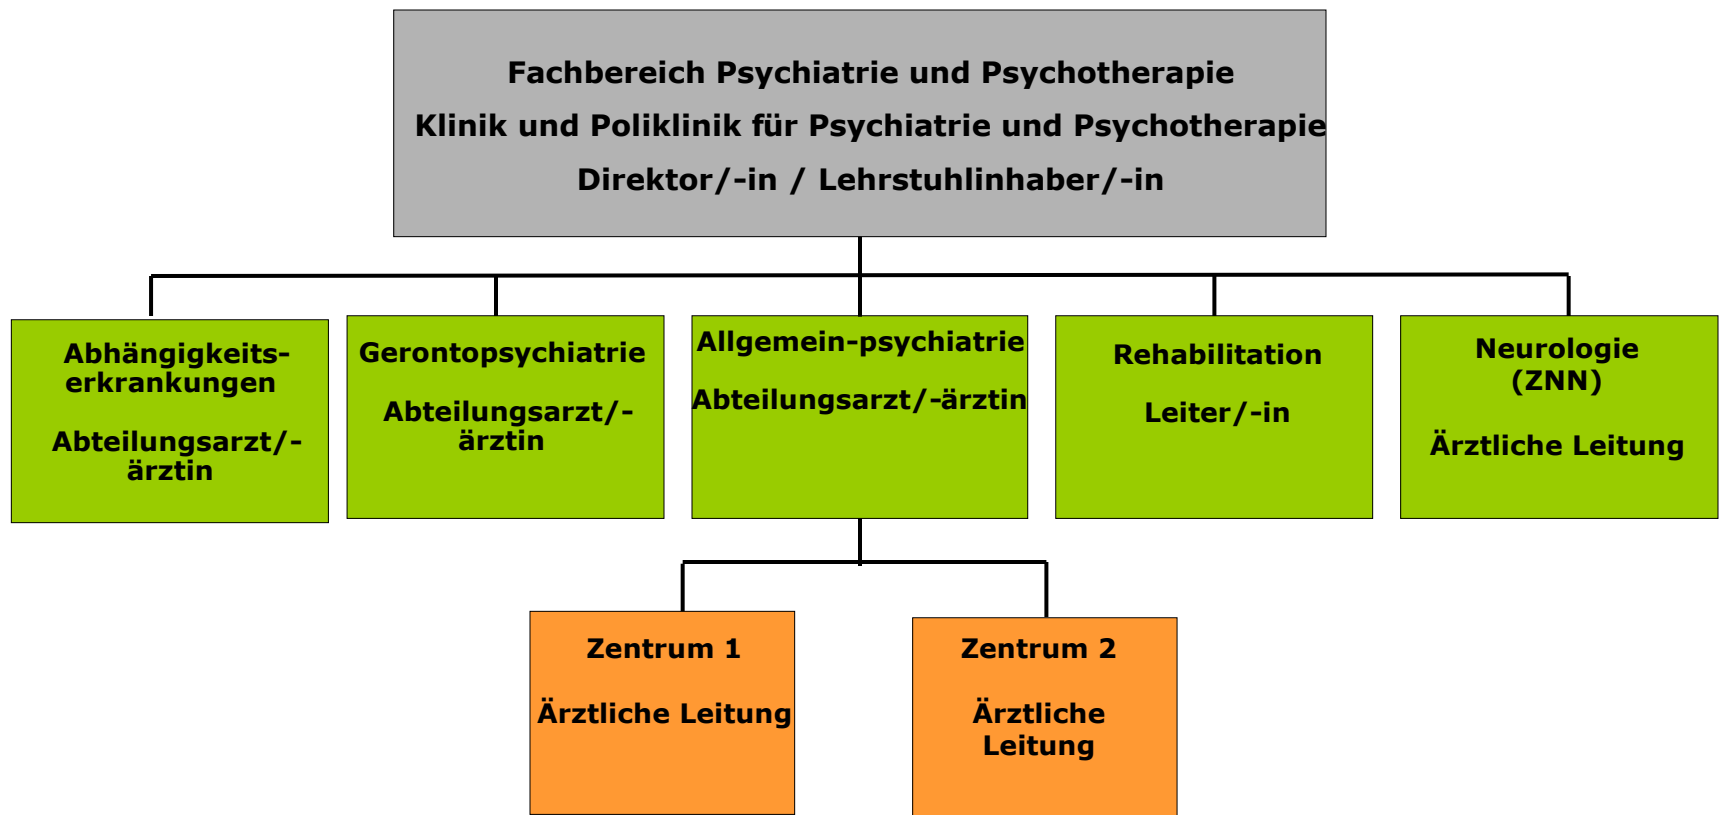 Fachbereich Psychiatrie und Psychotherapie
Klinik und Poliklinik für Psychiatrie und Psychotherapie
Direktor/-in / Lehrstuhlinhaber/-in
Abhängigkeits-
erkrankungen
Abteilungsarzt/-
ärztin
Gerontopsychiatrie
Abteilungsarzt/-
ärztin
Allgemein-psychiatrie
Abteilungsarzt/-ärztin
Rehabilitation
Leiter/-in
Neurologie
(ZNN)
Ärztliche Leitung
Zentrum 1
Ärztliche Leitung
Zentrum 2
Ärztliche
Leitung